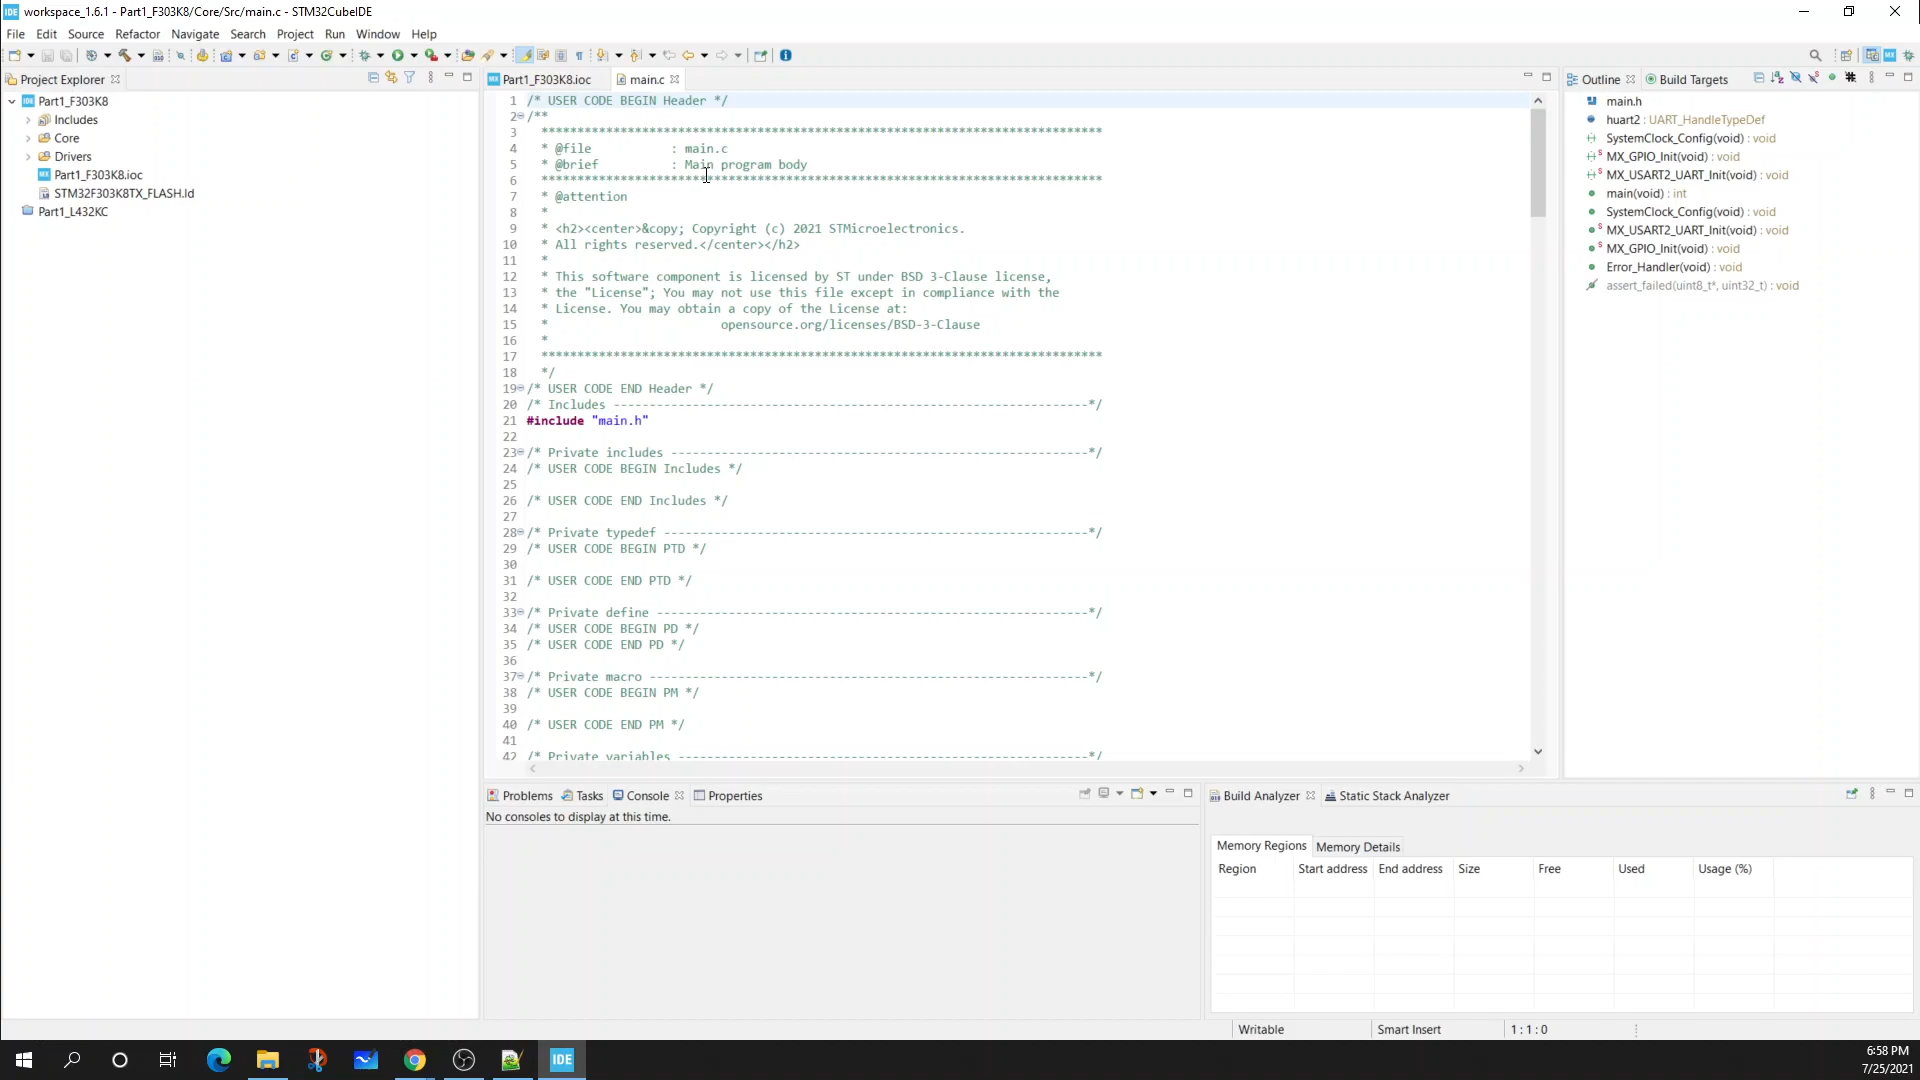 IDE workspace_1.6.1 - Part1_F303K8/Core/Src/main.c - STM32CubeIDE
File Edit Source Refactor Navigate Search Project Run Window Help
Project Explorer
IDE Part1_F303K8
Includes
Core
Drivers
MX Part1_F303K8.ioc
STM32F303K8TX_FLASH.ld
Part1_L432KC
MX Part1_F303K8.ioc
main.c
1 /* USER CODE BEGIN Header */
2 /**
3 ******************************************************************************
4 * @file : main.c
5 * @brief : Main program body
6 ******************************************************************************
7 * @attention
8 *
9 * <h2><center>&copy; Copyright (c) 2021 STMicroelectronics.
10 * All rights reserved.</center></h2>
11 *
12 * This software component is licensed by ST under BSD 3-Clause license,
13 * the "License"; You may not use this file except in compliance with the
14 * License. You may obtain a copy of the License at:
15 * opensource.org/licenses/BSD-3-Clause
16 *
17 ******************************************************************************
18 */
19 /* USER CODE END Header */
20 /* Includes ------------------------------------------------------------------*/
21 #include "main.h"
22
23 /* Private includes ----------------------------------------------------------*/
24 /* USER CODE BEGIN Includes */
25
26 /* USER CODE END Includes */
27
28 /* Private typedef -----------------------------------------------------------*/
29 /* USER CODE BEGIN PTD */
30
31 /* USER CODE END PTD */
32
33 /* Private define ------------------------------------------------------------*/
34 /* USER CODE BEGIN PD */
35 /* USER CODE END PD */
36
37 /* Private macro -------------------------------------------------------------*/
38 /* USER CODE BEGIN PM */
39
40 /* USER CODE END PM */
41
42 /* Private variables ---------------------------------------------------------*/
Outline Build Targets
main.h
huart2 : UART_HandleTypeDef
SystemClock_Config(void) : void
MX_GPIO_Init(void) : void
MX_USART2_UART_Init(void) : void
main(void) : int
SystemClock_Config(void) : void
MX_USART2_UART_Init(void) : void
MX_GPIO_Init(void) : void
Error_Handler(void) : void
assert_failed(uint8_t*, uint32_t) : void
Problems Tasks Console Properties
No consoles to display at this time.
Build Analyzer Static Stack Analyzer
Memory Regions Memory Details
Region Start address End address Size Free Used Usage (%)
Writable Smart Insert 1 : 1 : 0
IDE
6:58 PM
7/25/2021